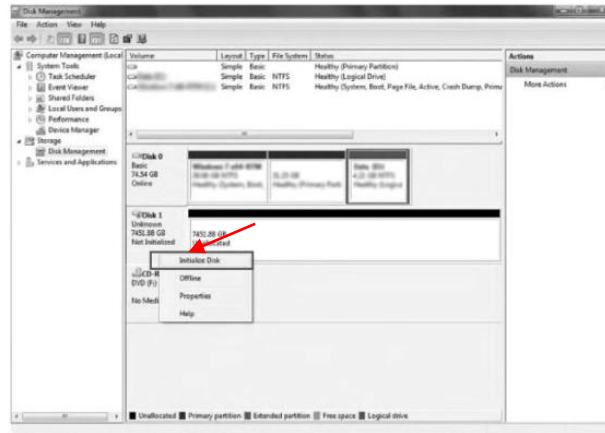 Disk Management
File Action View Help
Computer Management (Local
System Tools
Task Scheduler
Event Viewer
Shared Folders
Local Users and Groups
Performance
Device Manager
Storage
Disk Management
Services and Applications
Volume Layout Type File System Status
Simple Basic Healthy (Primary Partition)
Simple Basic NTFS Healthy (Logical Drive)
Simple Basic NTFS Healthy (System, Boot, Page File, Active, Crash Dump, Prima
Actions
Disk Management
More Actions
Disk 0
Basic
74.54 GB
Online
Disk 1
Unknown
7451.88 GB
Not Initialized
7451.88 GB
Unallocated
Initialize Disk
Offline
Properties
Help
CD-R
DVD (F:)
No Medi
Unallocated Primary partition Extended partition Free space Logical drive